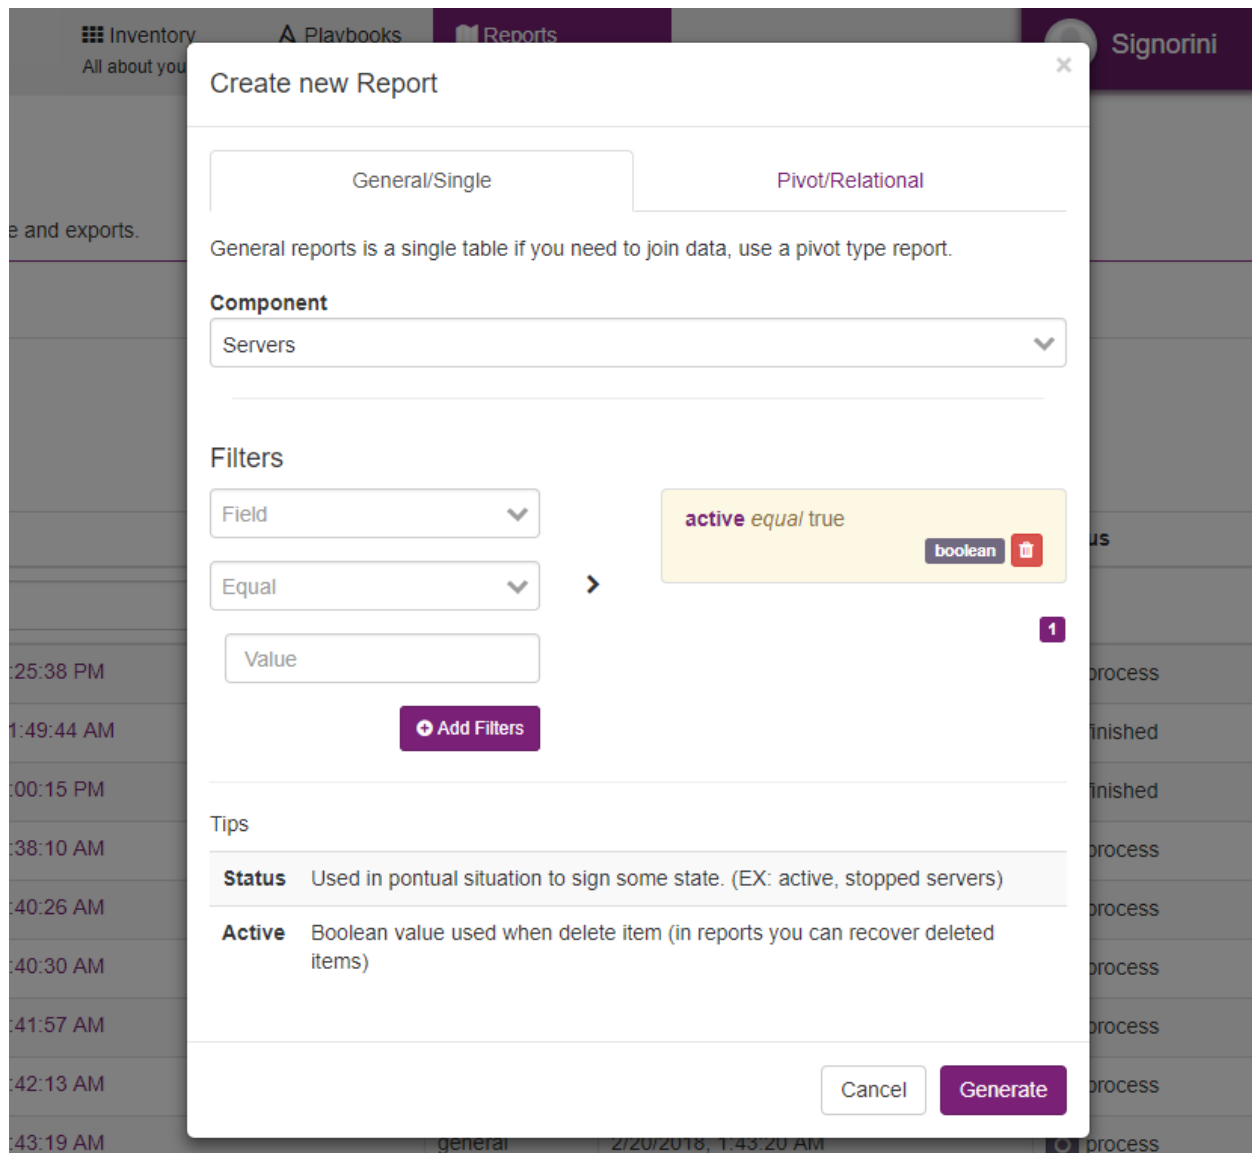 Inventory
Playbooks
Reports
Signorini
All about you
Create new Report
×
General/Single
Pivot/Relational
e and exports.
General reports is a single table if you need to join data, use a pivot type report.
Component
Servers
Filters
Field
active equal true
boolean
us
Equal
1
Value
:25:38 PM
process
Add Filters
1:49:44 AM
finished
:00:15 PM
finished
Tips
:38:10 AM
process
Status Used in pontual situation to sign some state. (EX: active, stopped servers)
:40:26 AM
process
Active Boolean value used when delete item (in reports you can recover deleted
items)
:40:30 AM
process
:41:57 AM
process
:42:13 AM
Cancel
Generate
process
:43:19 AM
general
2/20/2018, 1:43:20 AM
process